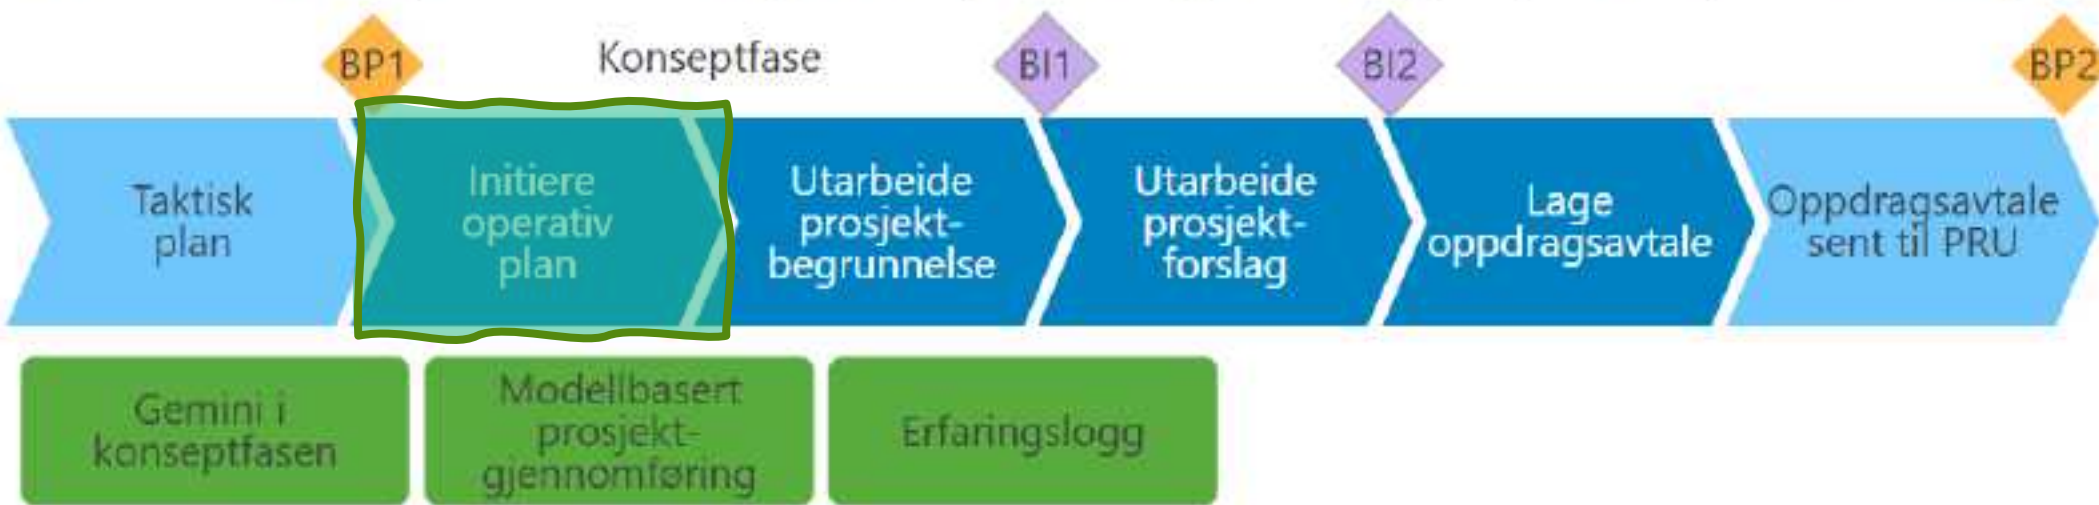 BP1
Konseptfase
BI1
BI2
BP2
Taktisk
plan
Initiere
operativ
plan
Utarbeide
prosjekt-
begrunnelse
Utarbeide
prosjekt-
forslag
Lage
oppdragsavtale
Oppdragsavtale
sent til PRU
Gemini i
konseptfasen
Modellbasert
prosjekt-
gjennomføring
Erfaringslogg